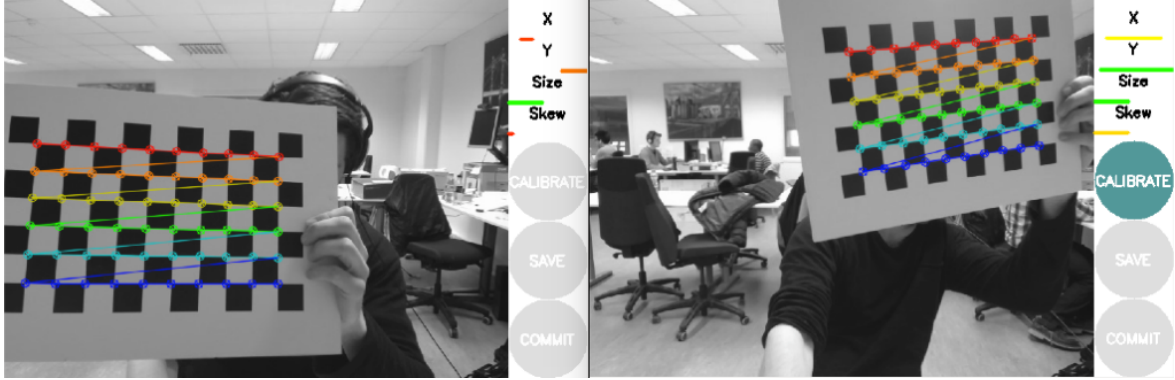 X
Y
Size
Skew
CALIBRATE
SAVE
COMMIT
X
Y
Size
Skew
CALIBRATE
SAVE
COMMIT